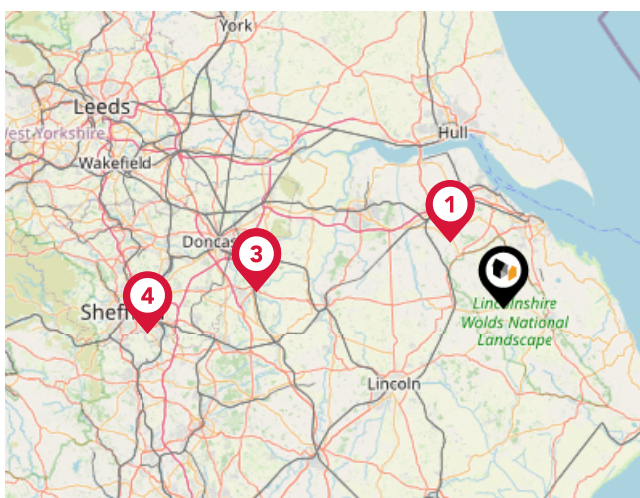 York
Leeds
West Yorkshire
Wakefield
Hull
1
Doncas
3
4
Sheff
Lincolnshire
Wolds National
Landscape
Lincoln